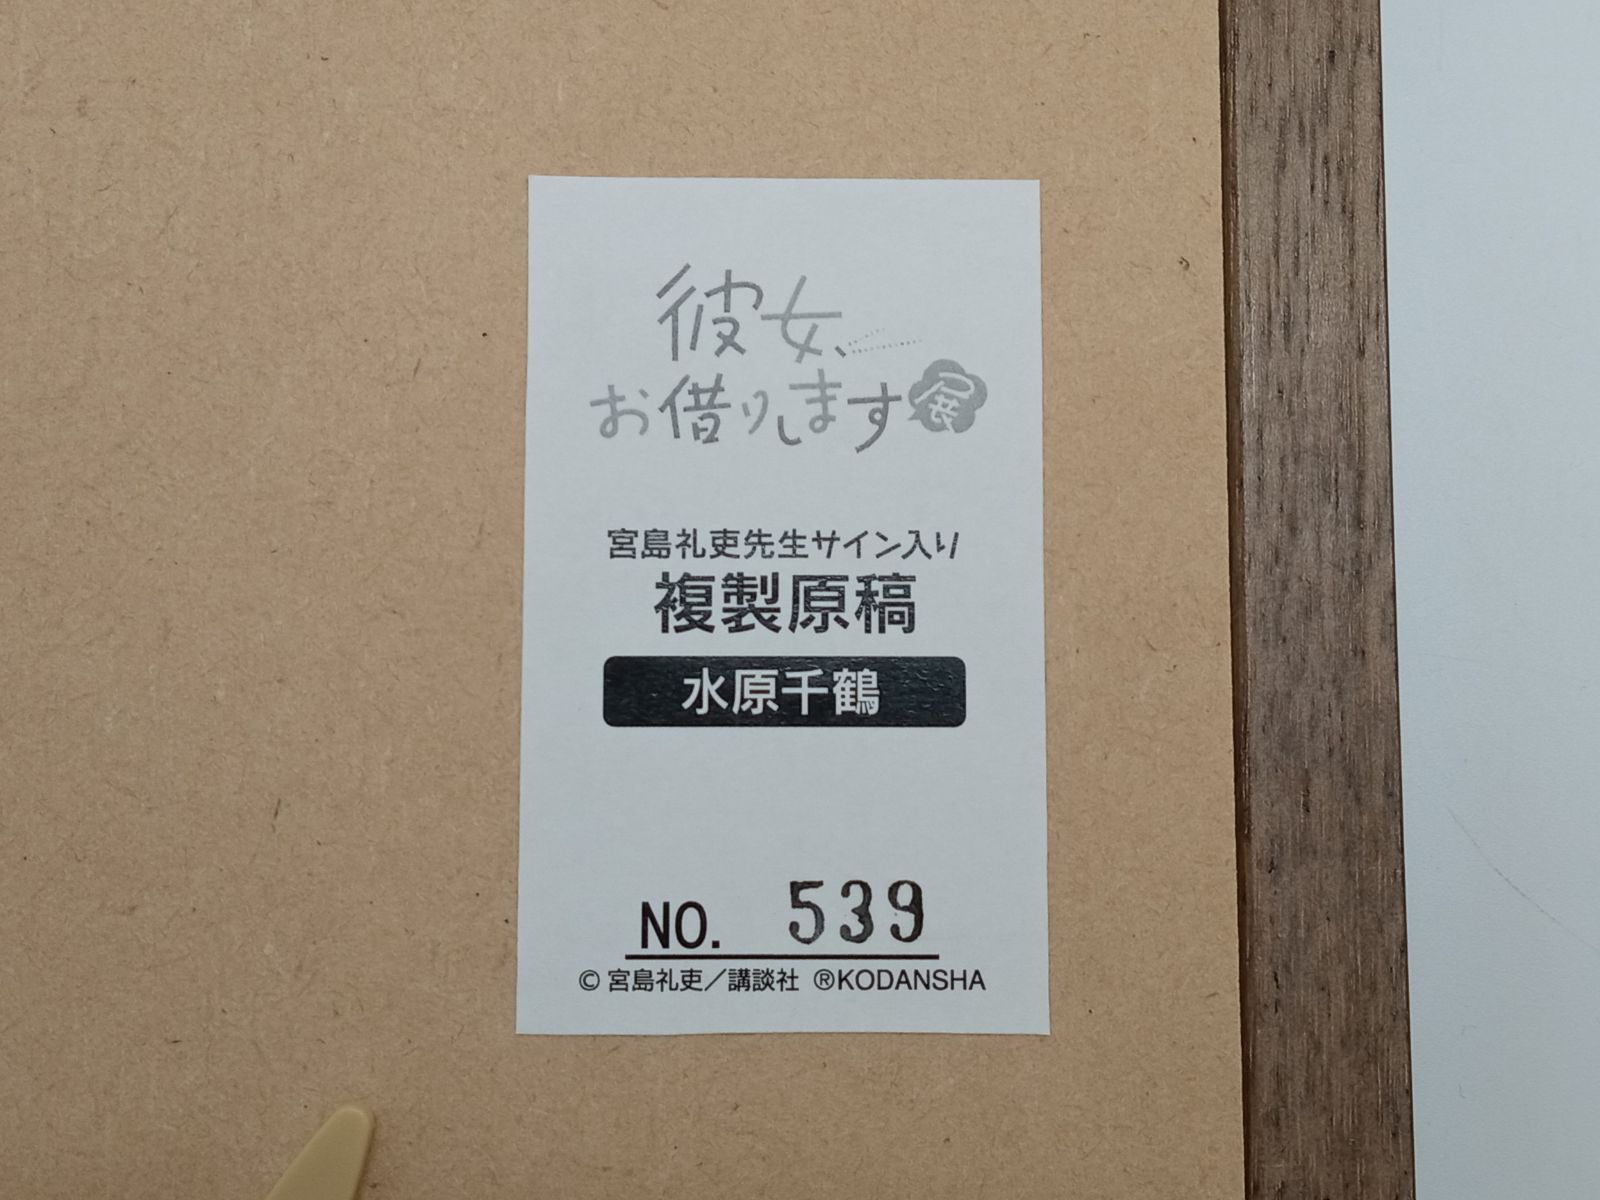 彼女、
お借りします展
宮島礼吏先生サイン入り
複製原稿
水原千鶴
NO. 539
© 宮島礼吏／講談社 ®KODANSHA